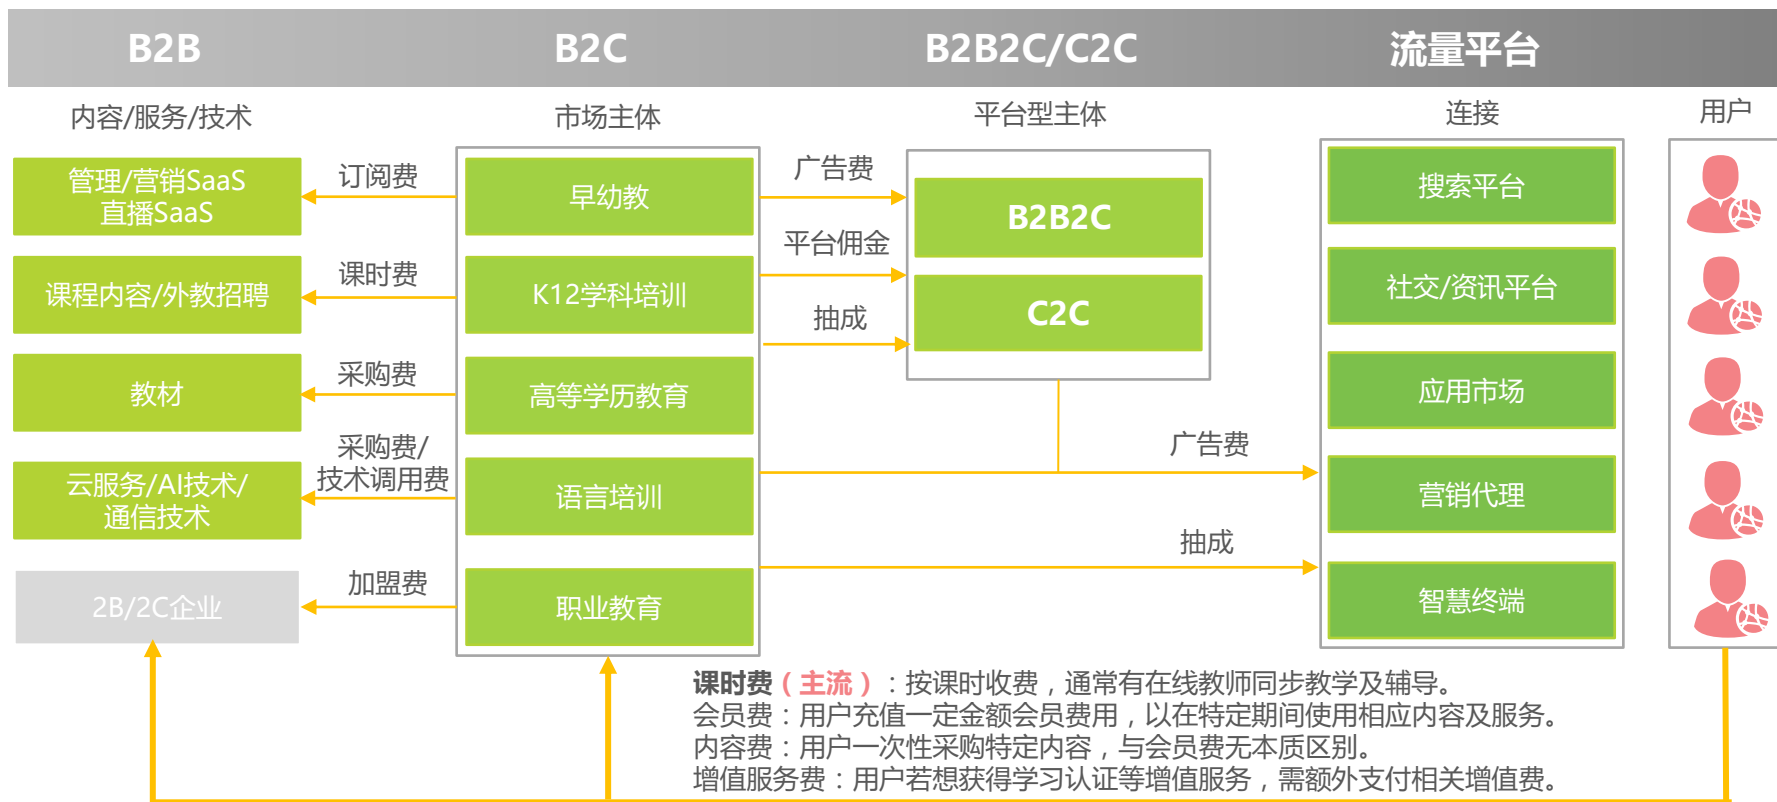 B2B
B2C
B2B2C/C2C
流量平台
内容/服务/技术
市场主体
平台型主体
连接
用户
管理/营销SaaS
直播SaaS
课程内容/外教招聘
教材
云服务/AI技术/
通信技术
2B/2C企业
订阅费
课时费
采购费
采购费/
技术调用费
加盟费
早幼教
K12学科培训
高等学历教育
语言培训
职业教育
广告费
平台佣金
抽成
B2B2C
C2C
广告费
抽成
搜索平台
社交/资讯平台
应用市场
营销代理
智慧终端
课时费（主流）：按课时收费，通常有在线教师同步教学及辅导。
会员费：用户充值一定金额会员费用，以在特定期间使用相应内容及服务。
内容费：用户一次性采购特定内容，与会员费无本质区别。
增值服务费：用户若想获得学习认证等增值服务，需额外支付相关增值费。